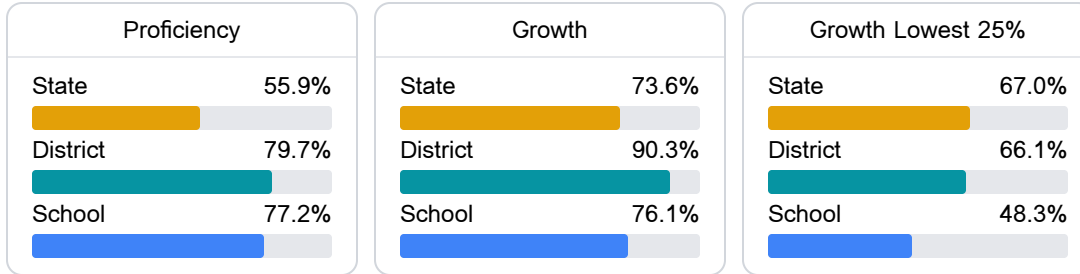 Proficiency
State 55.9%
District 79.7%
School 77.2%
Growth
State 73.6%
District 90.3%
School 76.1%
Growth Lowest 25%
State 67.0%
District 66.1%
School 48.3%